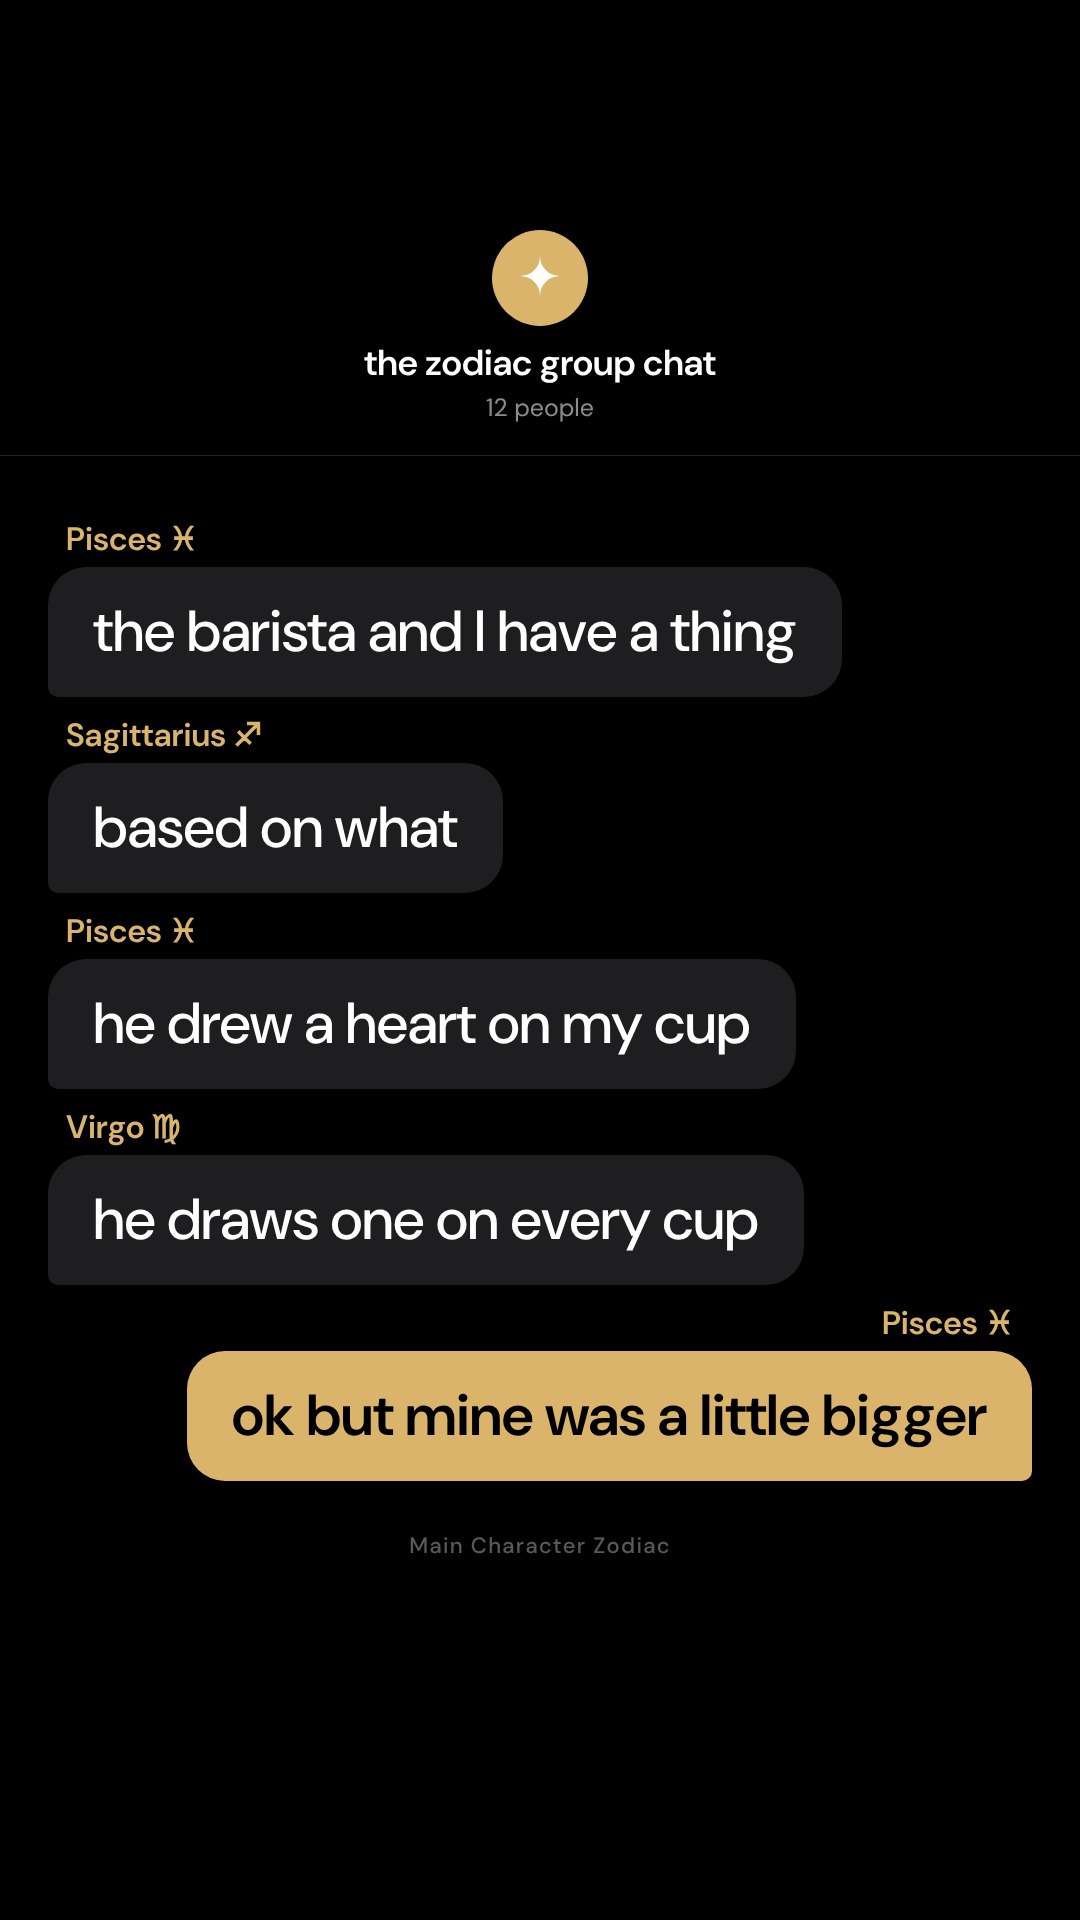 the zodiac group chat
12 people
Pisces ♓
the barista and I have a thing
Sagittarius ♐
based on what
Pisces ♓
he drew a heart on my cup
Virgo ♍
he draws one on every cup
Pisces ♓
ok but mine was a little bigger
Main Character Zodiac